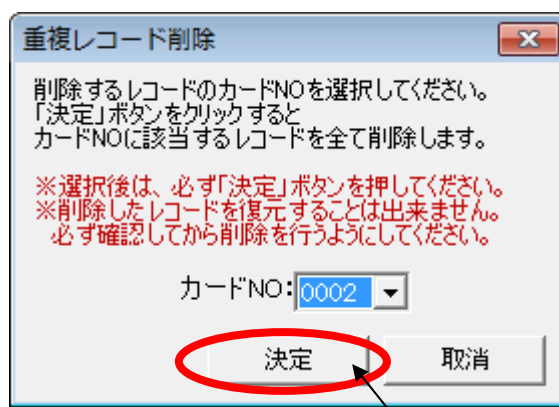 重複レコード削除
削除するレコードのカードNOを選択してください。
「決定」ボタンをクリックすると
カードNOに該当するレコードを全て削除します。
※選択後は、必ず「決定」ボタンを押してください。
※削除したレコードを復元することは出来ません。
必ず確認してから削除を行うようにしてください。
カードNO:0002
決定 取消